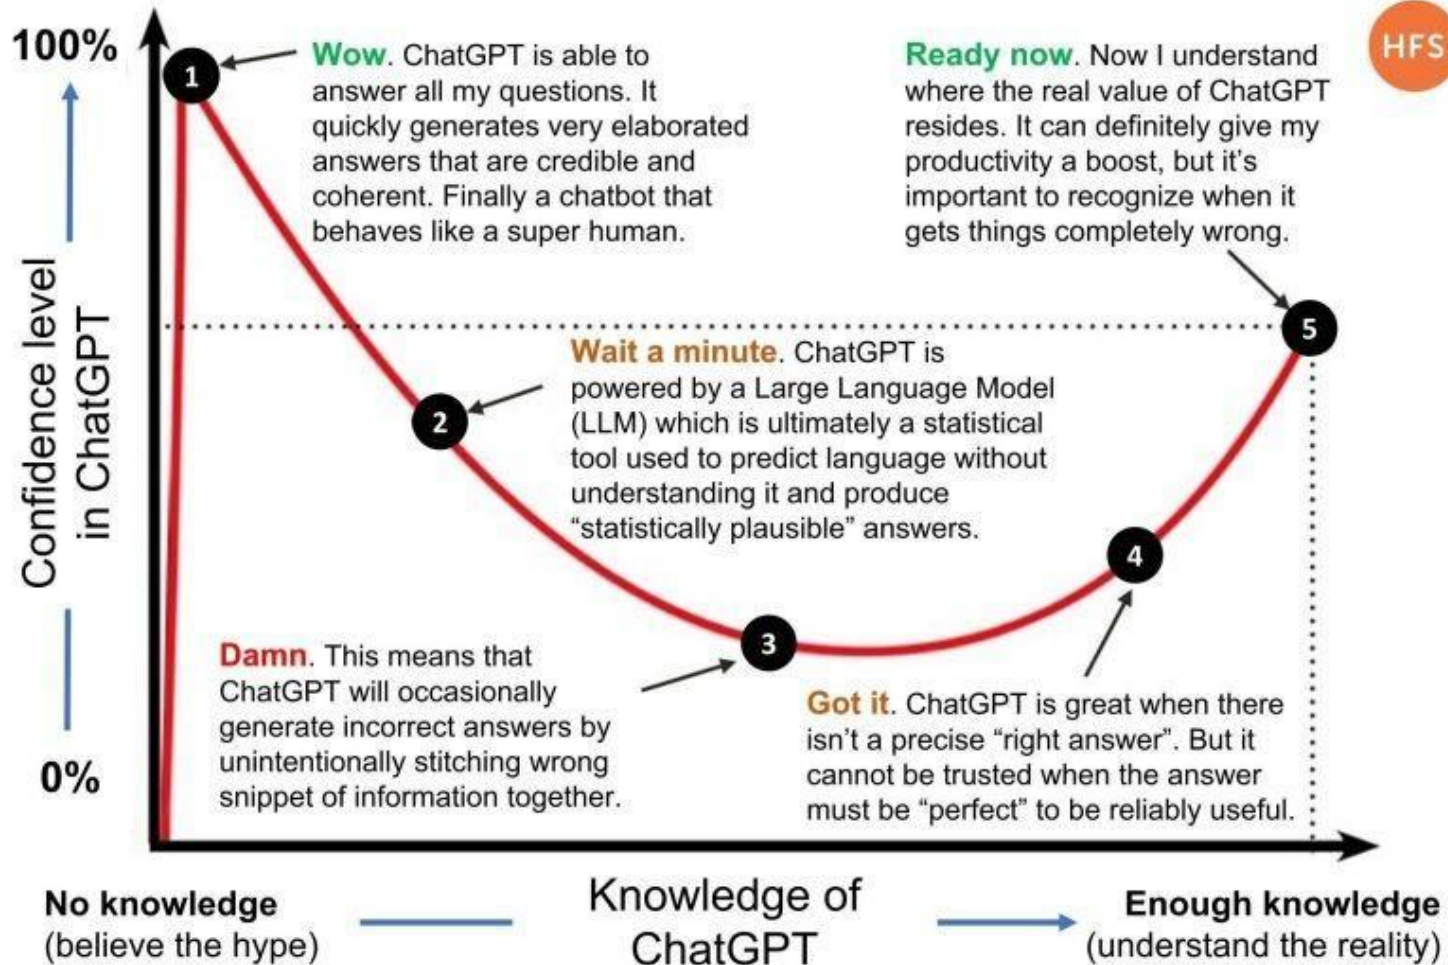 100%
HFS
1
Wow. ChatGPT is able to
answer all my questions. It
quickly generates very elaborated
answers that are credible and
coherent. Finally a chatbot that
behaves like a super human.
Ready now. Now I understand
where the real value of ChatGPT
resides. It can definitely give my
productivity a boost, but it's
important to recognize when it
gets things completely wrong.
5
Confidence level
in ChatGPT
2
Wait a minute. ChatGPT is
powered by a Large Language Model
(LLM) which is ultimately a statistical
tool used to predict language without
understanding it and produce
“statistically plausible” answers.
4
3
Damn. This means that
ChatGPT will occasionally
generate incorrect answers by
unintentionally stitching wrong
snippet of information together.
Got it. ChatGPT is great when there
isn’t a precise “right answer”. But it
cannot be trusted when the answer
must be “perfect” to be reliably useful.
0%
No knowledge
(believe the hype)
Knowledge of
ChatGPT
Enough knowledge
(understand the reality)